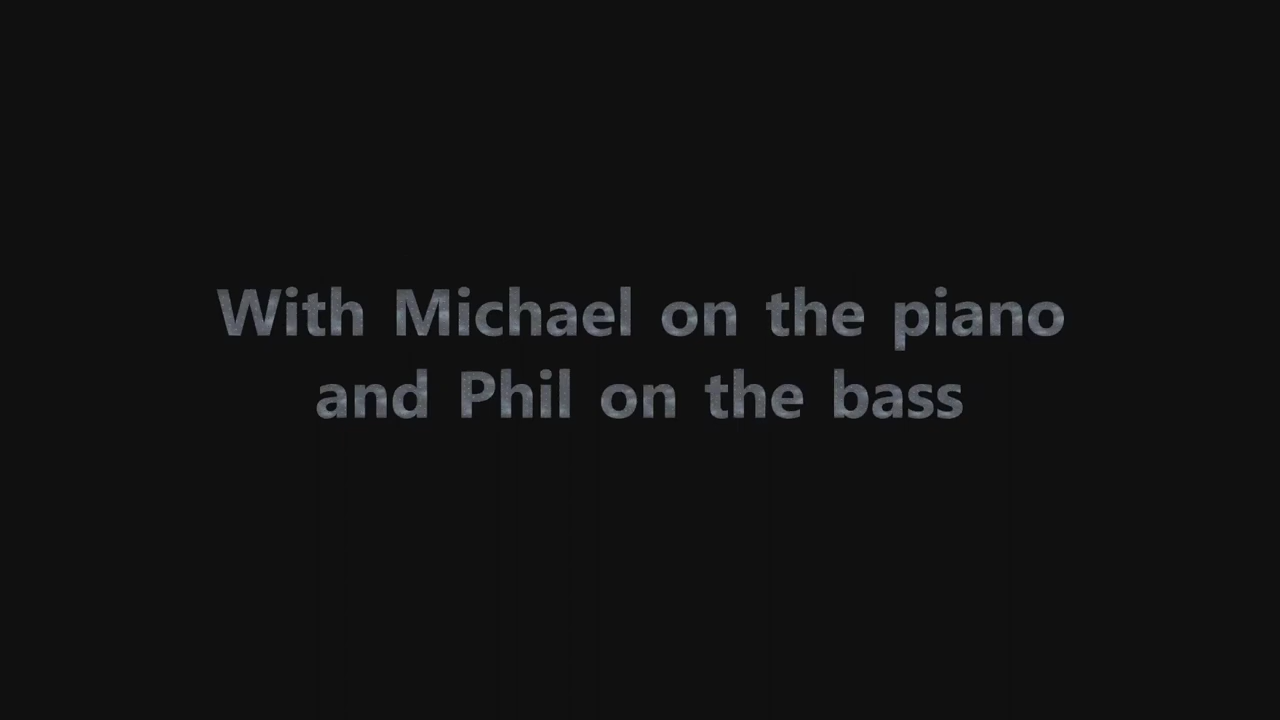 With Michael on the piano
and Phil on the bass